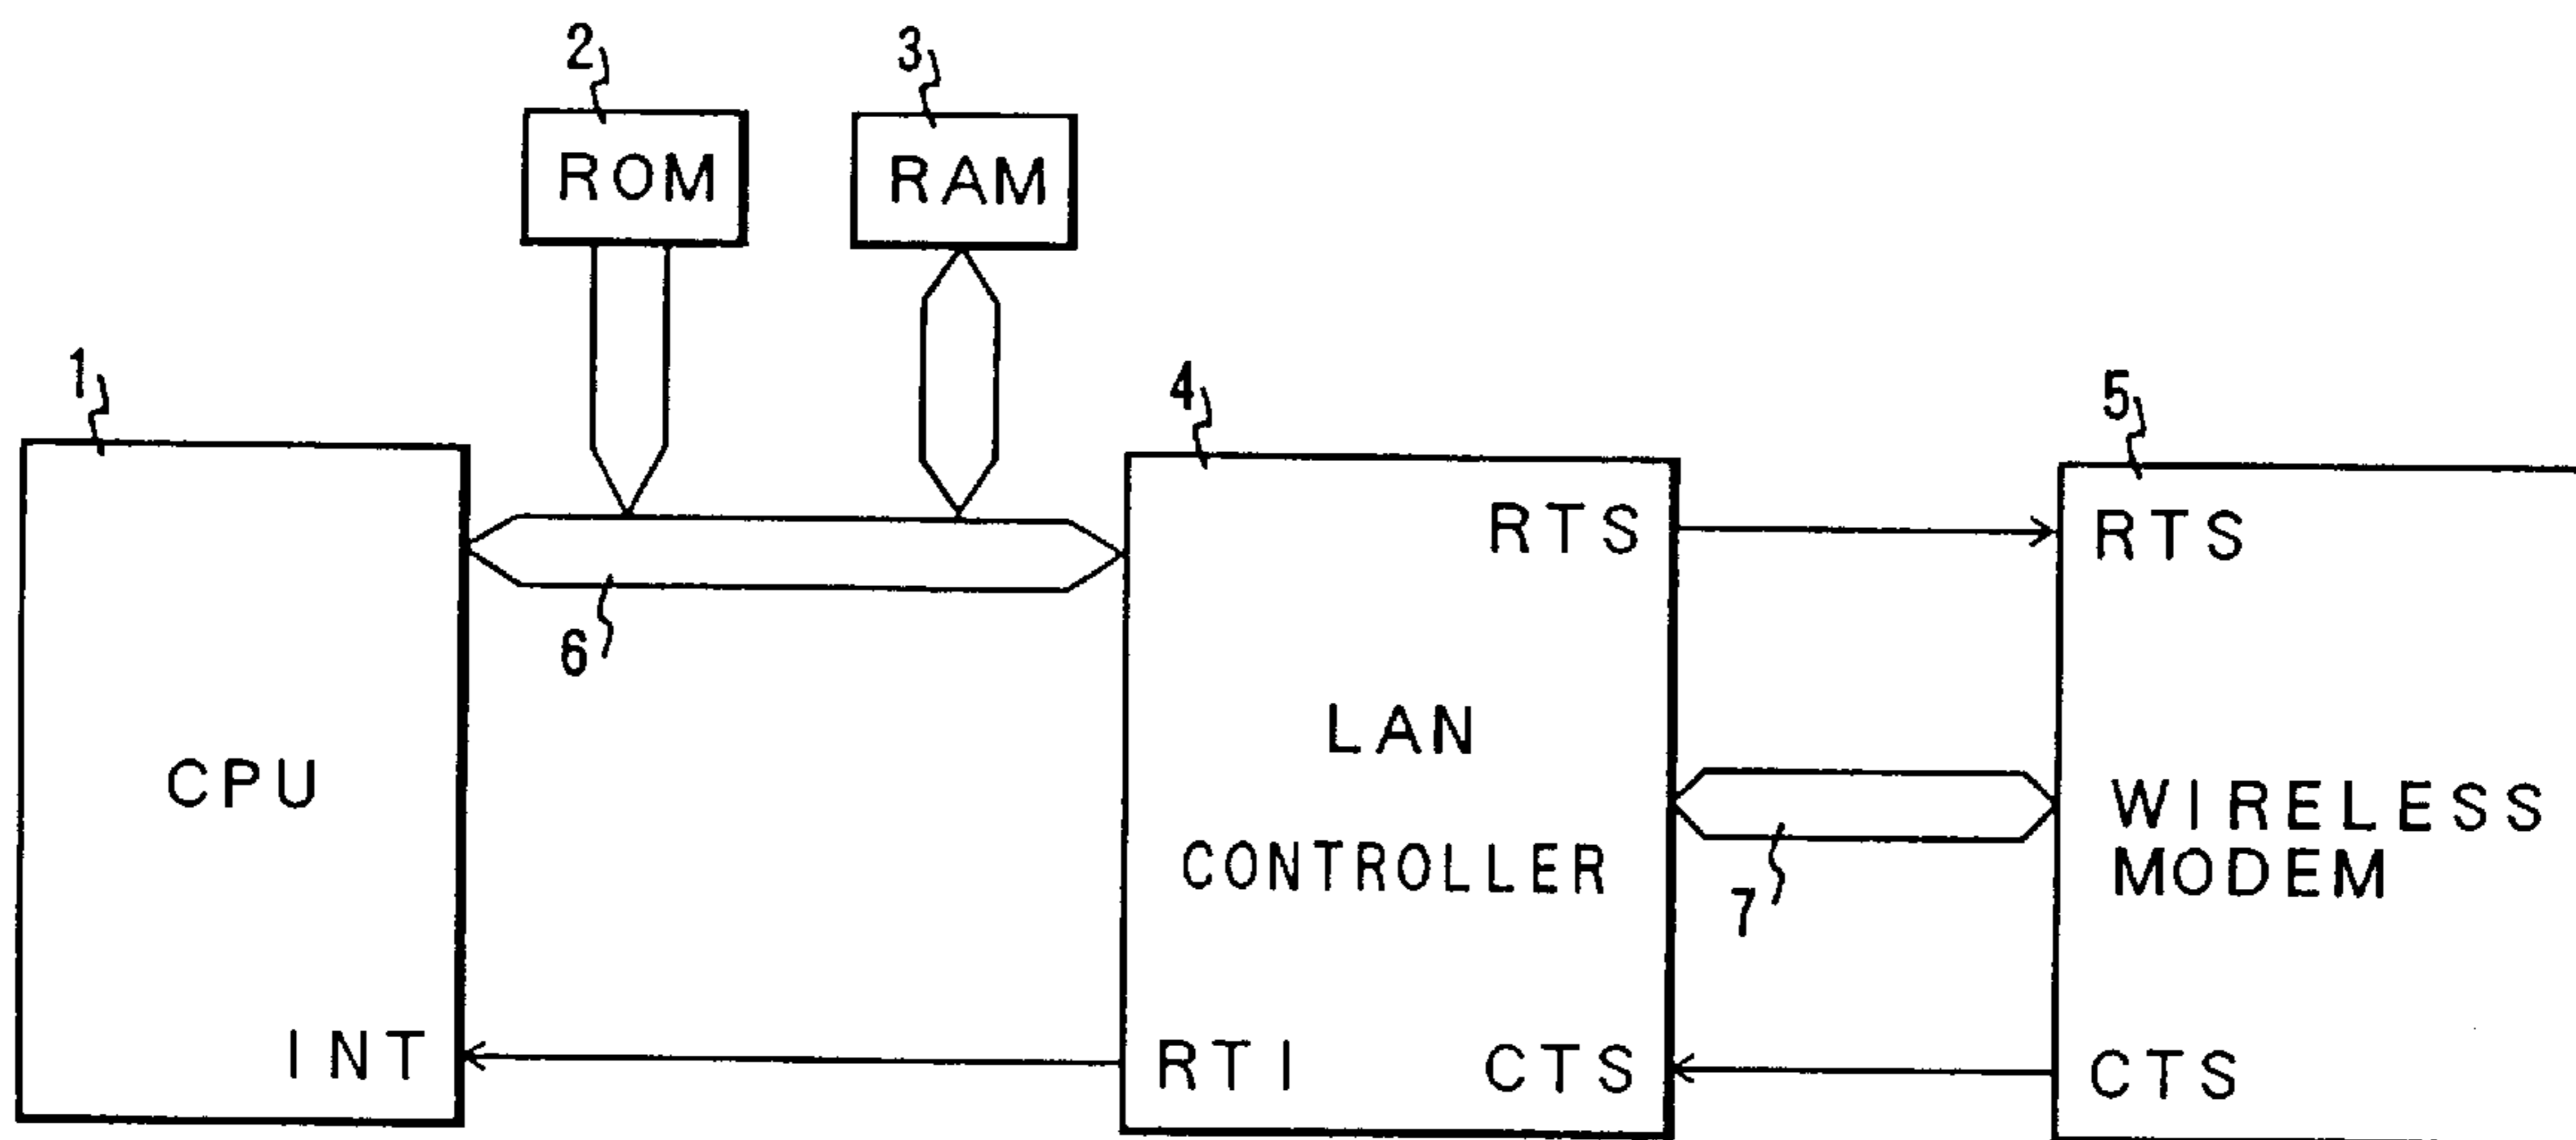 2
3
ROM
RAM
1
4
5
RTS
RTS
6
LAN
CONTROLLER
CPU
WIRELESS
MODEM
7
INT
RTI
CTS
CTS